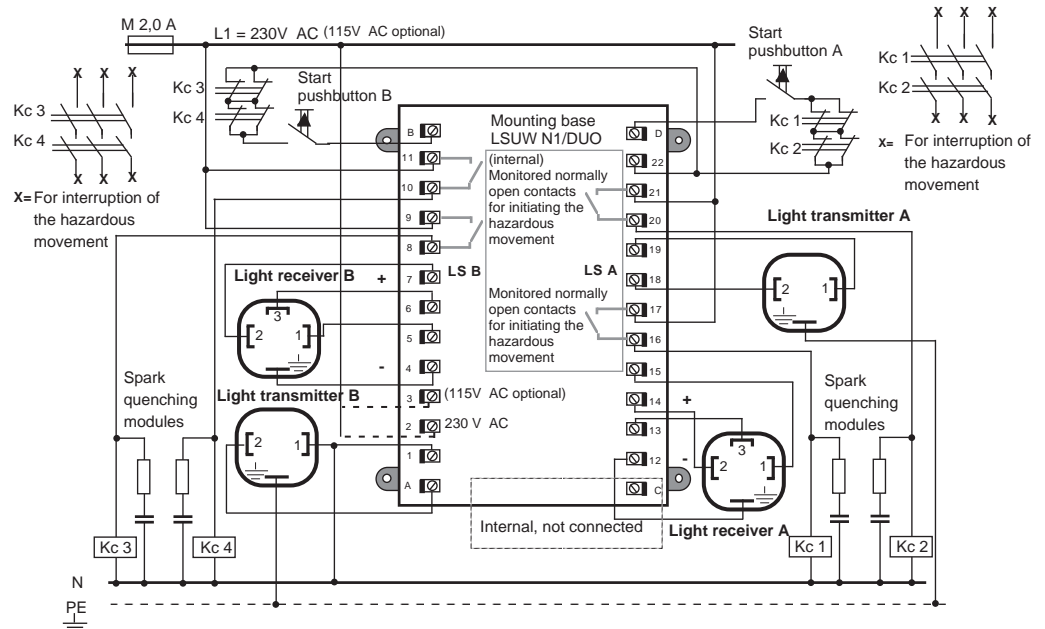 M 2,0 A
L1 = 230V AC (115V AC optional)
X X X
Kc 3
Kc 4
X X X
X= For interruption of
the hazardous
movement
Kc 3
Kc 4
Start
pushbutton B
Start
pushbutton A
Kc 1
Kc 2
X X X
Kc 1
Kc 2
X X X
X= For interruption of
the hazardous
movement
Mounting base
LSUW N1/DUO
(internal)
Monitored normally
open contacts
for initiating the
hazardous
movement
LS B
LS A
Monitored normally
open contacts
for initiating the
hazardous
movement
B
11
10
9
8
+ 7
6
5
- 4
3 (115V AC optional)
2 230 V AC
1
A
D
22
21
20
19
18
17
16
15
14 +
13
12 -
C
Internal, not connected
Light receiver B
3
2 1
Light transmitter B
2 1
Light transmitter A
2 1
3
2 1
Light receiver A
Spark
quenching
modules
Spark
quenching
modules
Kc 3
Kc 4
Kc 1
Kc 2
N
PE